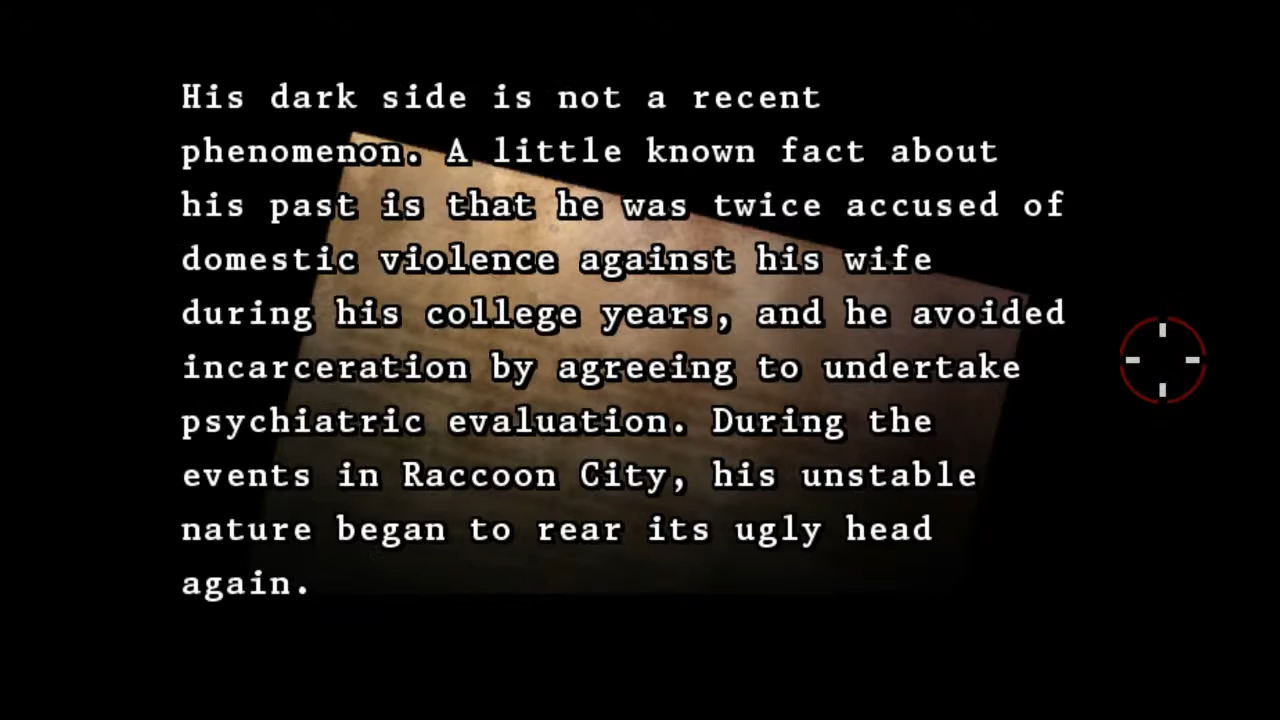 His dark side is not a recent
phenomenon. A little known fact about
his past is that he was twice accused of
domestic violence against his wife
during his college years, and he avoided
incarceration by agreeing to undertake
psychiatric evaluation. During the
events in Raccoon City, his unstable
nature began to rear its ugly head
again.